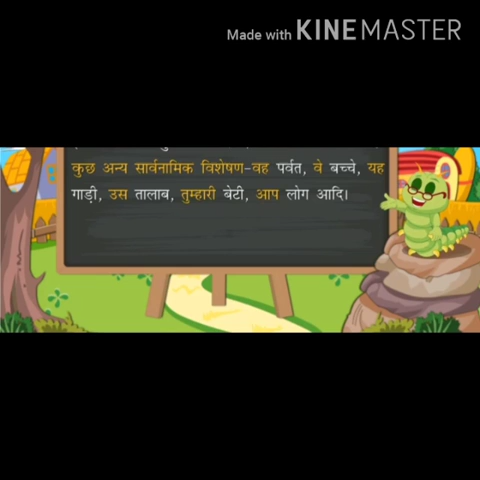 Made with KINEMASTER
कुछ अन्य सार्वनामिक विशेषण-वह पर्वत, वे बच्चे, यह
गाड़ी, उस तालाब, तुम्हारी बेटी, आप लोग आदि।